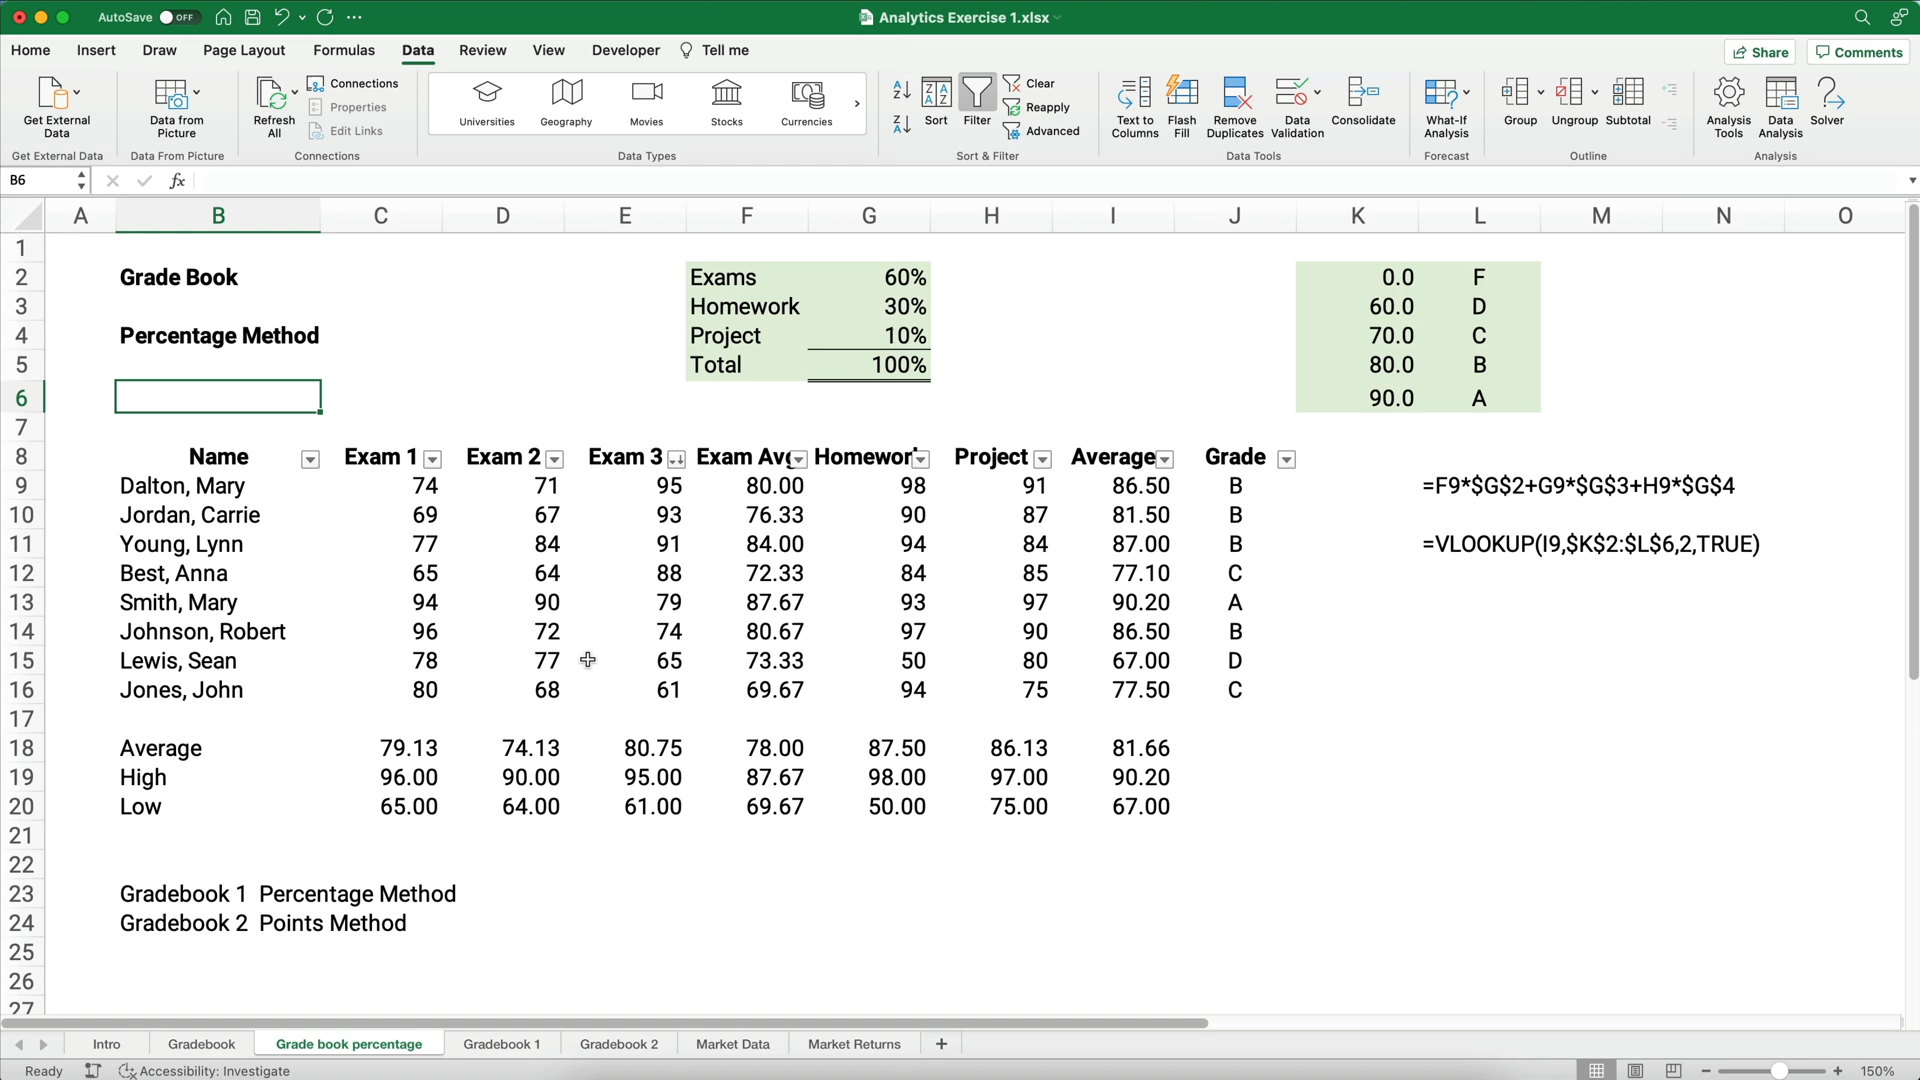 AutoSave OFF
Analytics Exercise 1.xlsx
Home Insert Draw Page Layout Formulas Data Review View Developer Tell me
Share Comments
Get External Data
Data from Picture
Refresh All
Connections
Properties
Edit Links
Universities Geography Movies Stocks Currencies
Sort
Filter
Clear
Reapply
Advanced
Text to Columns
Flash Fill
Remove Duplicates
Data Validation
Consolidate
What-If Analysis
Group Ungroup Subtotal
Analysis Tools
Data Analysis
Solver
Get External Data Data From Picture Connections Data Types Sort & Filter Data Tools Forecast Outline Analysis
B6 fx
A B C D E F G H I J K L M N O
1
2 Grade Book Exams 60% 0.0 F
3 Homework 30% 60.0 D
4 Percentage Method Project 10% 70.0 C
5 Total 100% 80.0 B
6 90.0 A
7
8 Name Exam 1 Exam 2 Exam 3 Exam Avg Homework Project Average Grade
9 Dalton, Mary 74 71 95 80.00 98 91 86.50 B =F9*$G$2+G9*$G$3+H9*$G$4
10 Jordan, Carrie 69 67 93 76.33 90 87 81.50 B
11 Young, Lynn 77 84 91 84.00 94 84 87.00 B =VLOOKUP(I9,$K$2:$L$6,2,TRUE)
12 Best, Anna 65 64 88 72.33 84 85 77.10 C
13 Smith, Mary 94 90 79 87.67 93 97 90.20 A
14 Johnson, Robert 96 72 74 80.67 97 90 86.50 B
15 Lewis, Sean 78 77 65 73.33 50 80 67.00 D
16 Jones, John 80 68 61 69.67 94 75 77.50 C
17
18 Average 79.13 74.13 80.75 78.00 87.50 86.13 81.66
19 High 96.00 90.00 95.00 87.67 98.00 97.00 90.20
20 Low 65.00 64.00 61.00 69.67 50.00 75.00 67.00
21
22
23 Gradebook 1 Percentage Method
24 Gradebook 2 Points Method
25
26
27
Intro Gradebook Grade book percentage Gradebook 1 Gradebook 2 Market Data Market Returns +
Ready Accessibility: Investigate 150%